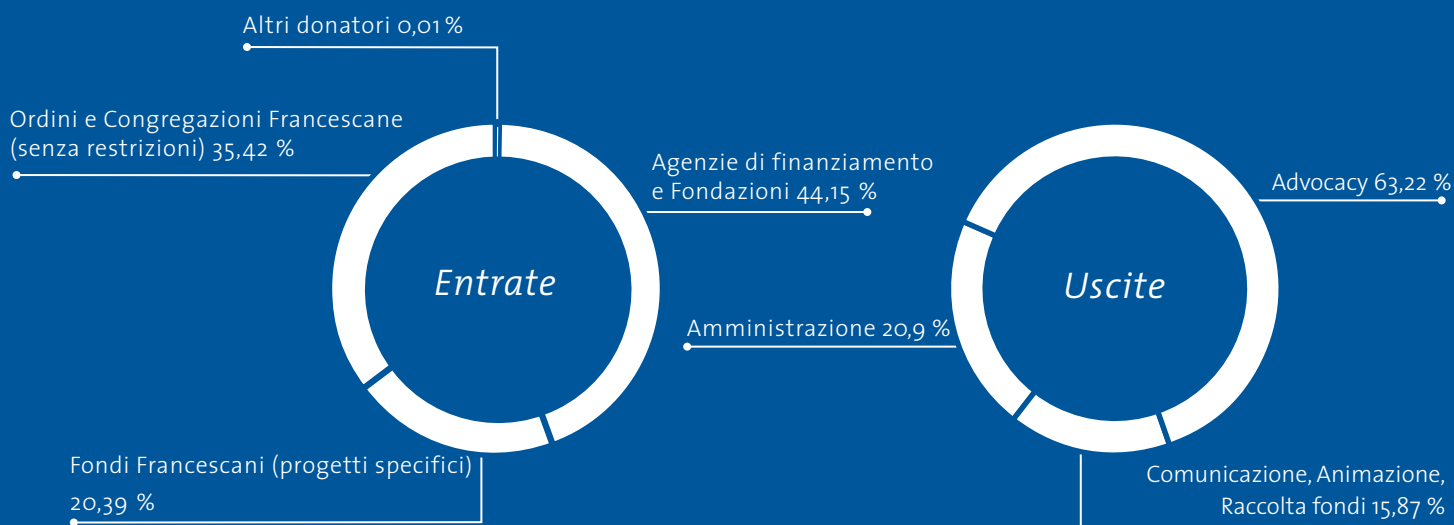 Altri donatori 0,01 %
Ordini e Congregazioni Francescane
(senza restrizioni) 35,42 %
Agenzie di finanziamento
e Fondazioni 44,15 %
Entrate
Fondi Francescani (progetti specifici)
20,39 %
Advocacy 63,22 %
Uscite
Amministrazione 20,9 %
Comunicazione, Animazione,
Raccolta fondi 15,87 %